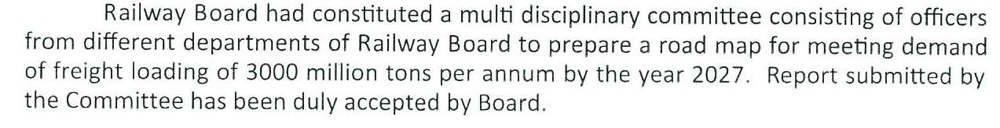 Railway Board had constituted a multi disciplinary committee consisting of officers
from different departments of Railway Board to prepare a road map for meeting demand
of freight loading of 3000 million tons per annum by the year 2027. Report submitted by
the Committee has been duly accepted by Board.